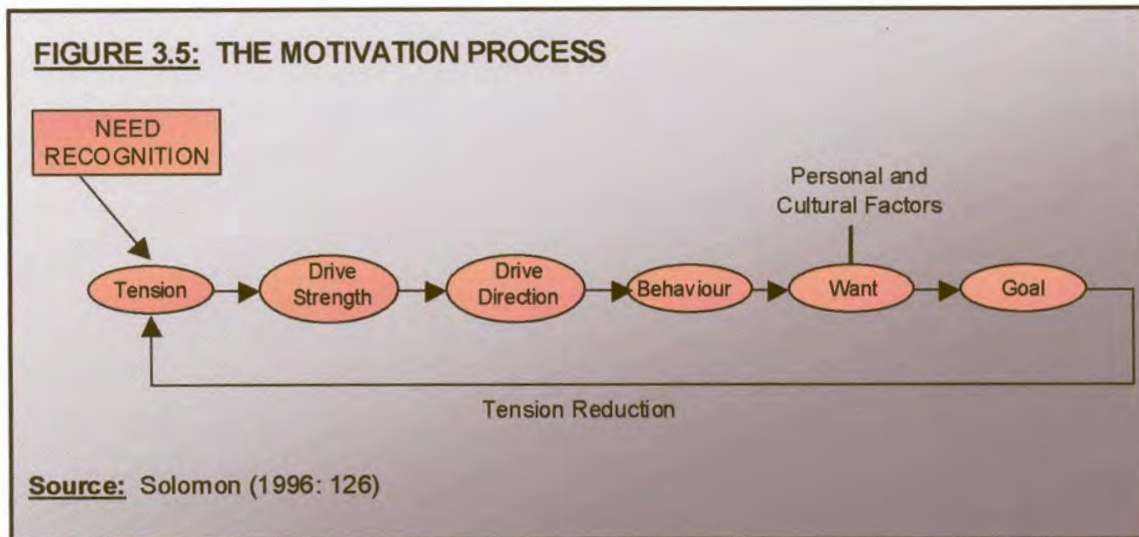 FIGURE 3.5: THE MOTIVATION PROCESS
NEED
RECOGNITION
Personal and
Cultural Factors
Tension
Drive
Strength
Drive
Direction
Behaviour
Want
Goal
Tension Reduction
Source: Solomon (1996: 126)